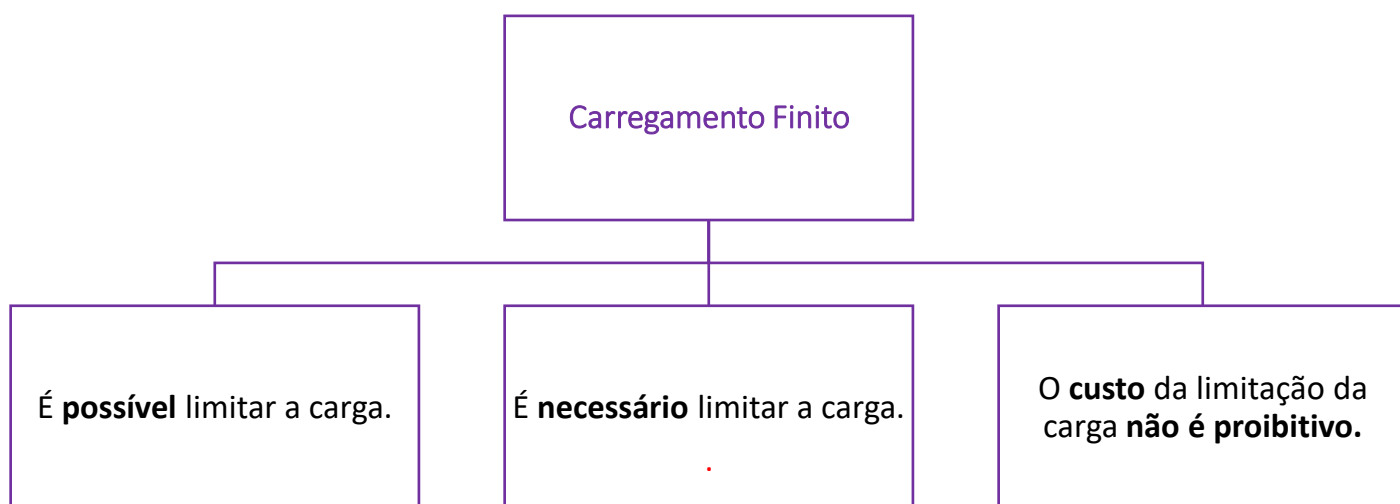 Carregamento Finito
É possível limitar a carga.
É necessário limitar a carga.
.
O custo da limitação da
carga não é proibitivo.